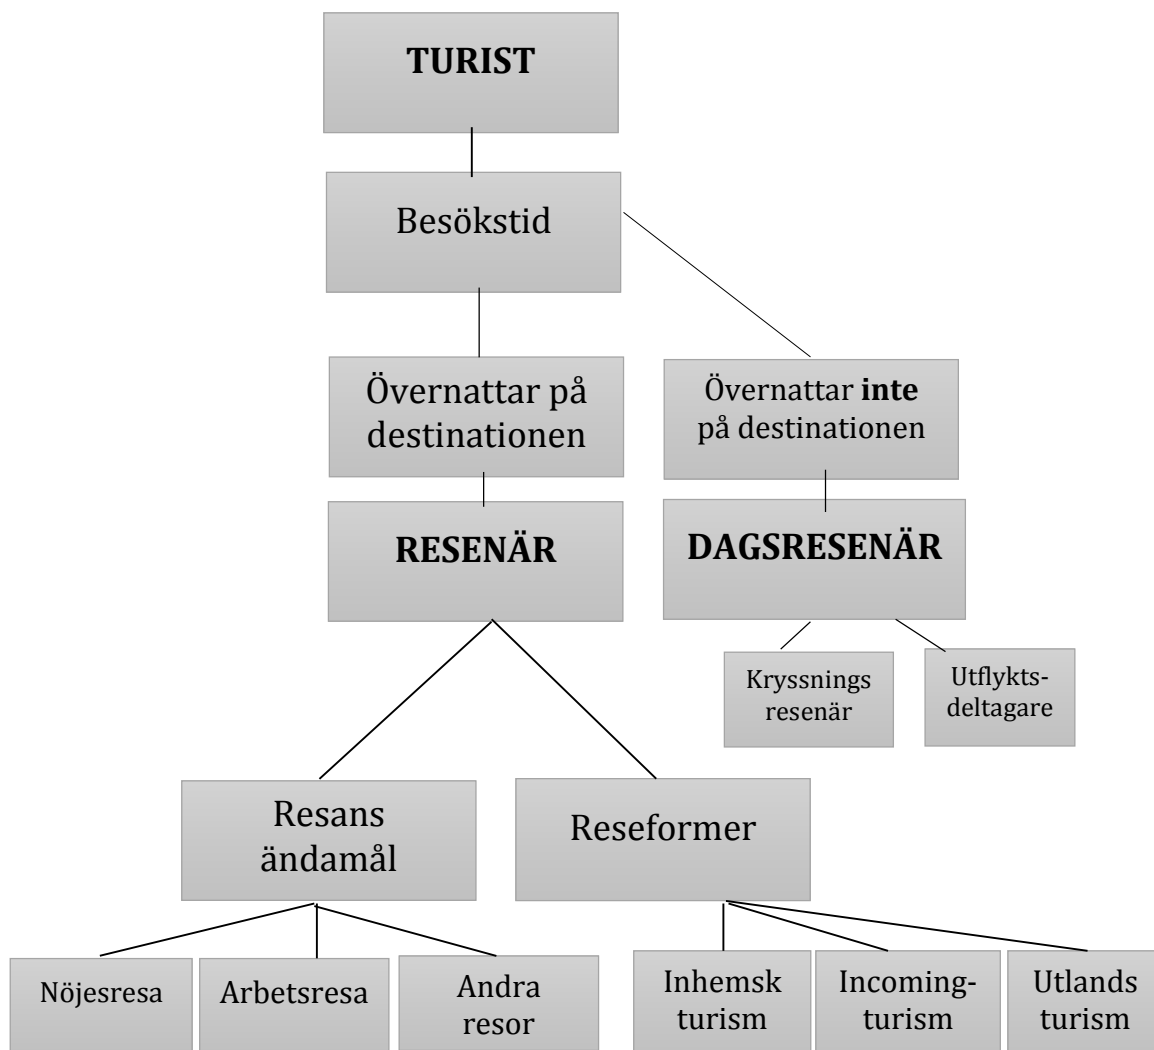 TURIST
Besökstid
Övernattar på
destinationen
Övernattar inte
på destinationen
RESENÄR
DAGSRESENÄR
Kryssnings
resenär
Utflykts-
deltagare
Resans
ändamål
Reseformer
Nöjesresa
Arbetsresa
Andra
resor
Inhemsk
turism
Incoming-
turism
Utlands
turism